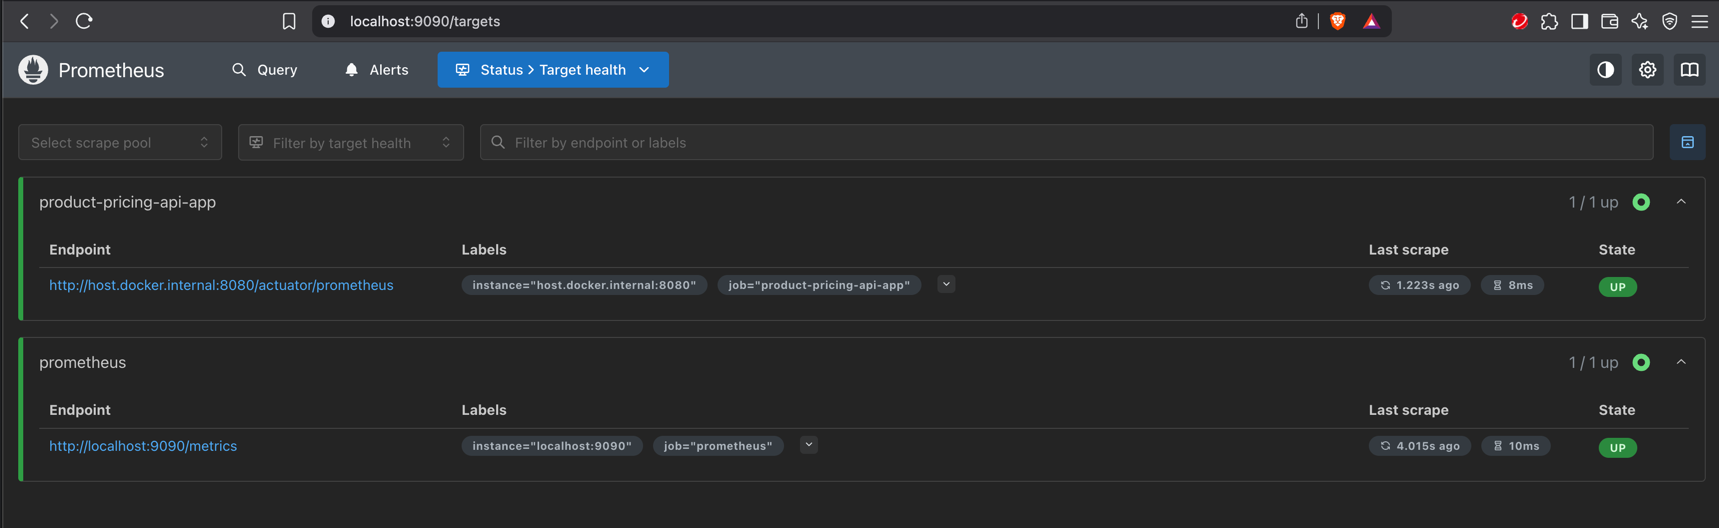 localhost:9090/targets
Prometheus Query Alerts Status > Target health
Select scrape pool Filter by target health Filter by endpoint or labels
product-pricing-api-app 1 / 1 up
Endpoint Labels Last scrape State
http://host.docker.internal:8080/actuator/prometheus instance="host.docker.internal:8080" job="product-pricing-api-app" 1.223s ago 8ms UP
prometheus 1 / 1 up
Endpoint Labels Last scrape State
http://localhost:9090/metrics instance="localhost:9090" job="prometheus" 4.015s ago 10ms UP